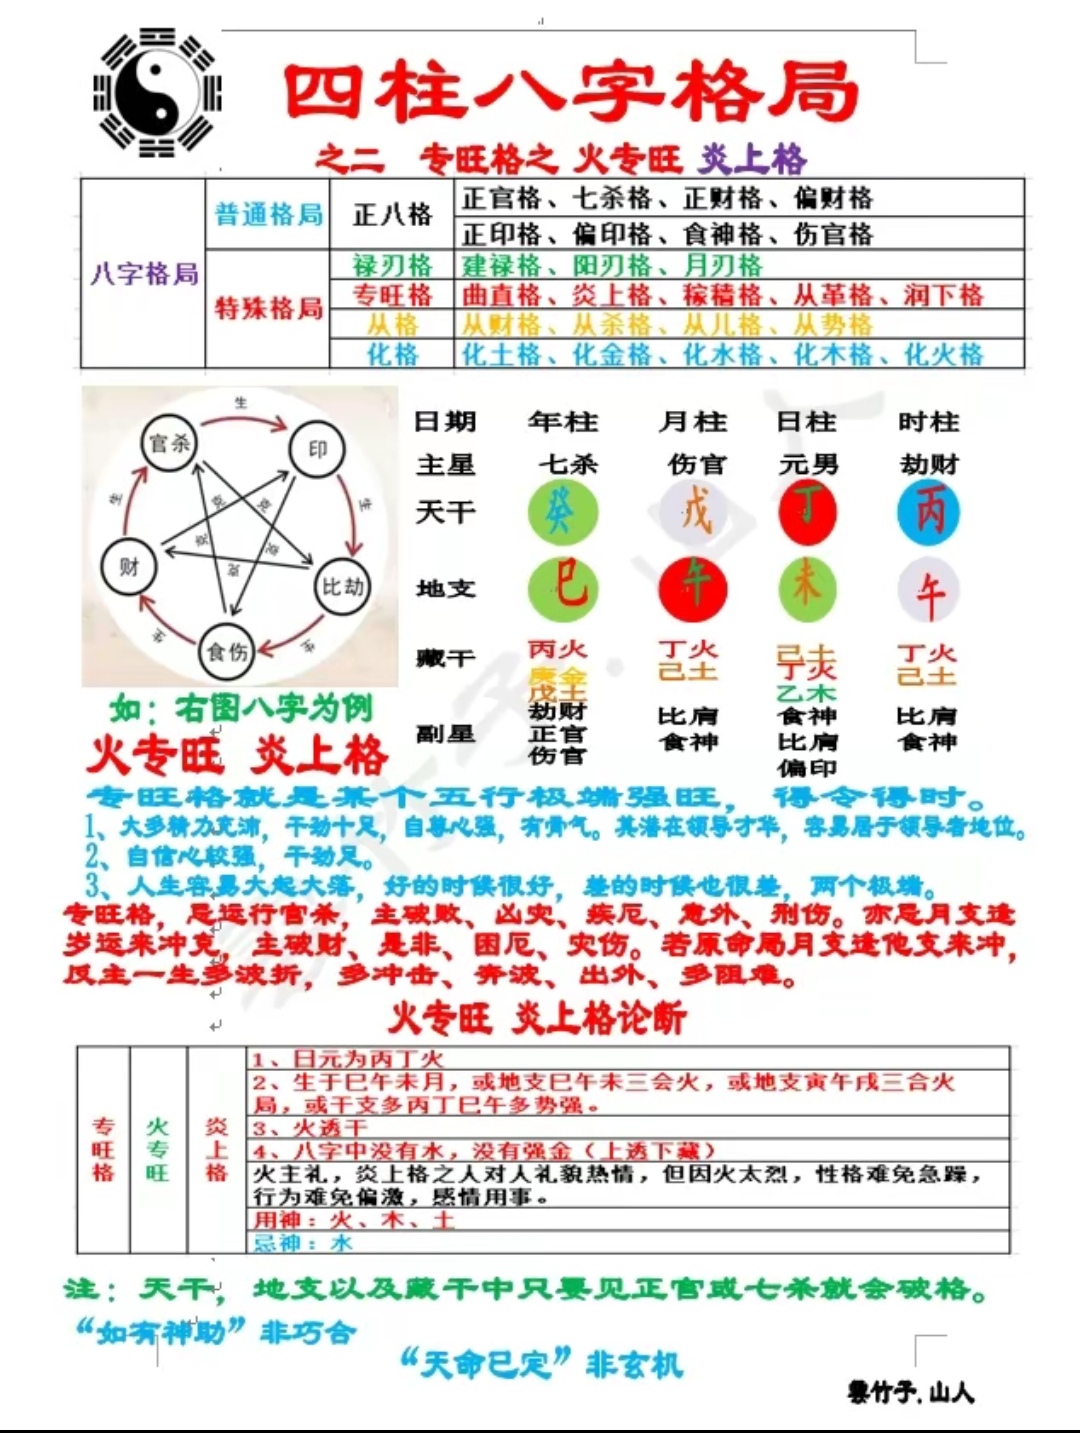 四柱八字格局
之二 专旺格之 火专旺 炎上格
八字格局
普通格局
正八格
正官格、七杀格、正财格、偏财格
正印格、偏印格、食神格、伤官格
特殊格局
禄刃格
建禄格、阳刃格、月刃格
专旺格
曲直格、炎上格、稼穑格、从革格、润下格
从格
从财格、从杀格、从儿格、从势格
化格
化土格、化金格、化水格、化木格、化火格
官杀
生
印
生
比劫
生
食伤
生
财
生
克
克
克
克
克
如：右图八字为例
火专旺 炎上格
日期 年柱 月柱 日柱 时柱
主星 七杀 伤官 元男 劫财
天干 癸 戊 丁 丙
地支 巳 午 未 午
藏干
丙火 丁火 己土 丁火
庚金 己土 丁火 己土
戊土 乙木
副星
劫财 比肩 食神 比肩
正官 食神 比肩 食神
伤官 偏印
专旺格就是某个五行极端强旺，得令得时。
1、大多精力充沛，干劲十足，自尊心强，有骨气。其潜在领导才华，容易居于领导者地位。
2、自信心较强，干劲足。
3、人生容易大起大落，好的时候很好，差的时候也很差，两个极端。
专旺格，忌运行官杀，主破败、凶灾、疾厄、意外、刑伤。亦忌月支逢
岁运来冲克，主破财、是非、困厄、灾伤。若原命局月支逢他支来冲，
反主一生多波折，多冲击、奔波、出外、多阻难。
火专旺 炎上格论断
专旺格
火专旺
炎上格
1、日元为丙丁火
2、生于巳午未月，或地支巳午未三会火，或地支寅午戌三合火
局，或干支多丙丁巳午多势强。
3、火透干
4、八字中没有水，没有强金（上透下藏）
火主礼，炎上格之人对人礼貌热情，但因火太烈，性格难免急躁，
行为难免偏激，感情用事。
用神：火、木、土
忌神：水
注：天干，地支以及藏干中只要见正官或七杀就会破格。
“如有神助”非巧合
“天命已定”非玄机
雲竹子.山人